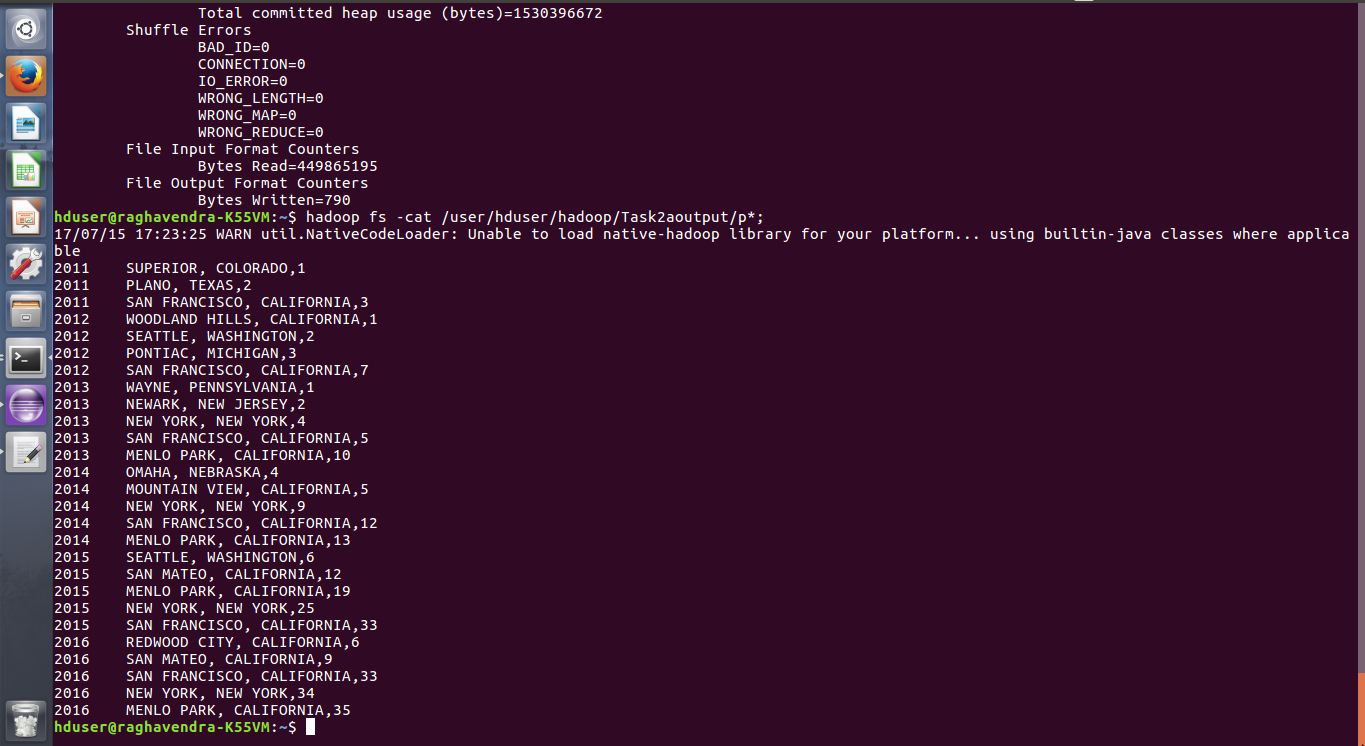 Total committed heap usage (bytes)=1530396672
Shuffle Errors
BAD_ID=0
CONNECTION=0
IO_ERROR=0
WRONG_LENGTH=0
WRONG_MAP=0
WRONG_REDUCE=0
File Input Format Counters
Bytes Read=449865195
File Output Format Counters
Bytes Written=790
hduser@raghavendra-K55VM:~$ hadoop fs -cat /user/hduser/hadoop/Task2aoutput/p*;
17/07/15 17:23:25 WARN util.NativeCodeLoader: Unable to load native-hadoop library for your platform... using builtin-java classes where applica
ble
2011 SUPERIOR, COLORADO,1
2011 PLANO, TEXAS,2
2011 SAN FRANCISCO, CALIFORNIA,3
2012 WOODLAND HILLS, CALIFORNIA,1
2012 SEATTLE, WASHINGTON,2
2012 PONTIAC, MICHIGAN,3
2012 SAN FRANCISCO, CALIFORNIA,7
2013 WAYNE, PENNSYLVANIA,1
2013 NEWARK, NEW JERSEY,2
2013 NEW YORK, NEW YORK,4
2013 SAN FRANCISCO, CALIFORNIA,5
2013 MENLO PARK, CALIFORNIA,10
2014 OMAHA, NEBRASKA,4
2014 MOUNTAIN VIEW, CALIFORNIA,5
2014 NEW YORK, NEW YORK,9
2014 SAN FRANCISCO, CALIFORNIA,12
2014 MENLO PARK, CALIFORNIA,13
2015 SEATTLE, WASHINGTON,6
2015 SAN MATEO, CALIFORNIA,12
2015 MENLO PARK, CALIFORNIA,19
2015 NEW YORK, NEW YORK,25
2015 SAN FRANCISCO, CALIFORNIA,33
2016 REDWOOD CITY, CALIFORNIA,6
2016 SAN MATEO, CALIFORNIA,9
2016 SAN FRANCISCO, CALIFORNIA,33
2016 NEW YORK, NEW YORK,34
2016 MENLO PARK, CALIFORNIA,35
hduser@raghavendra-K55VM:~$